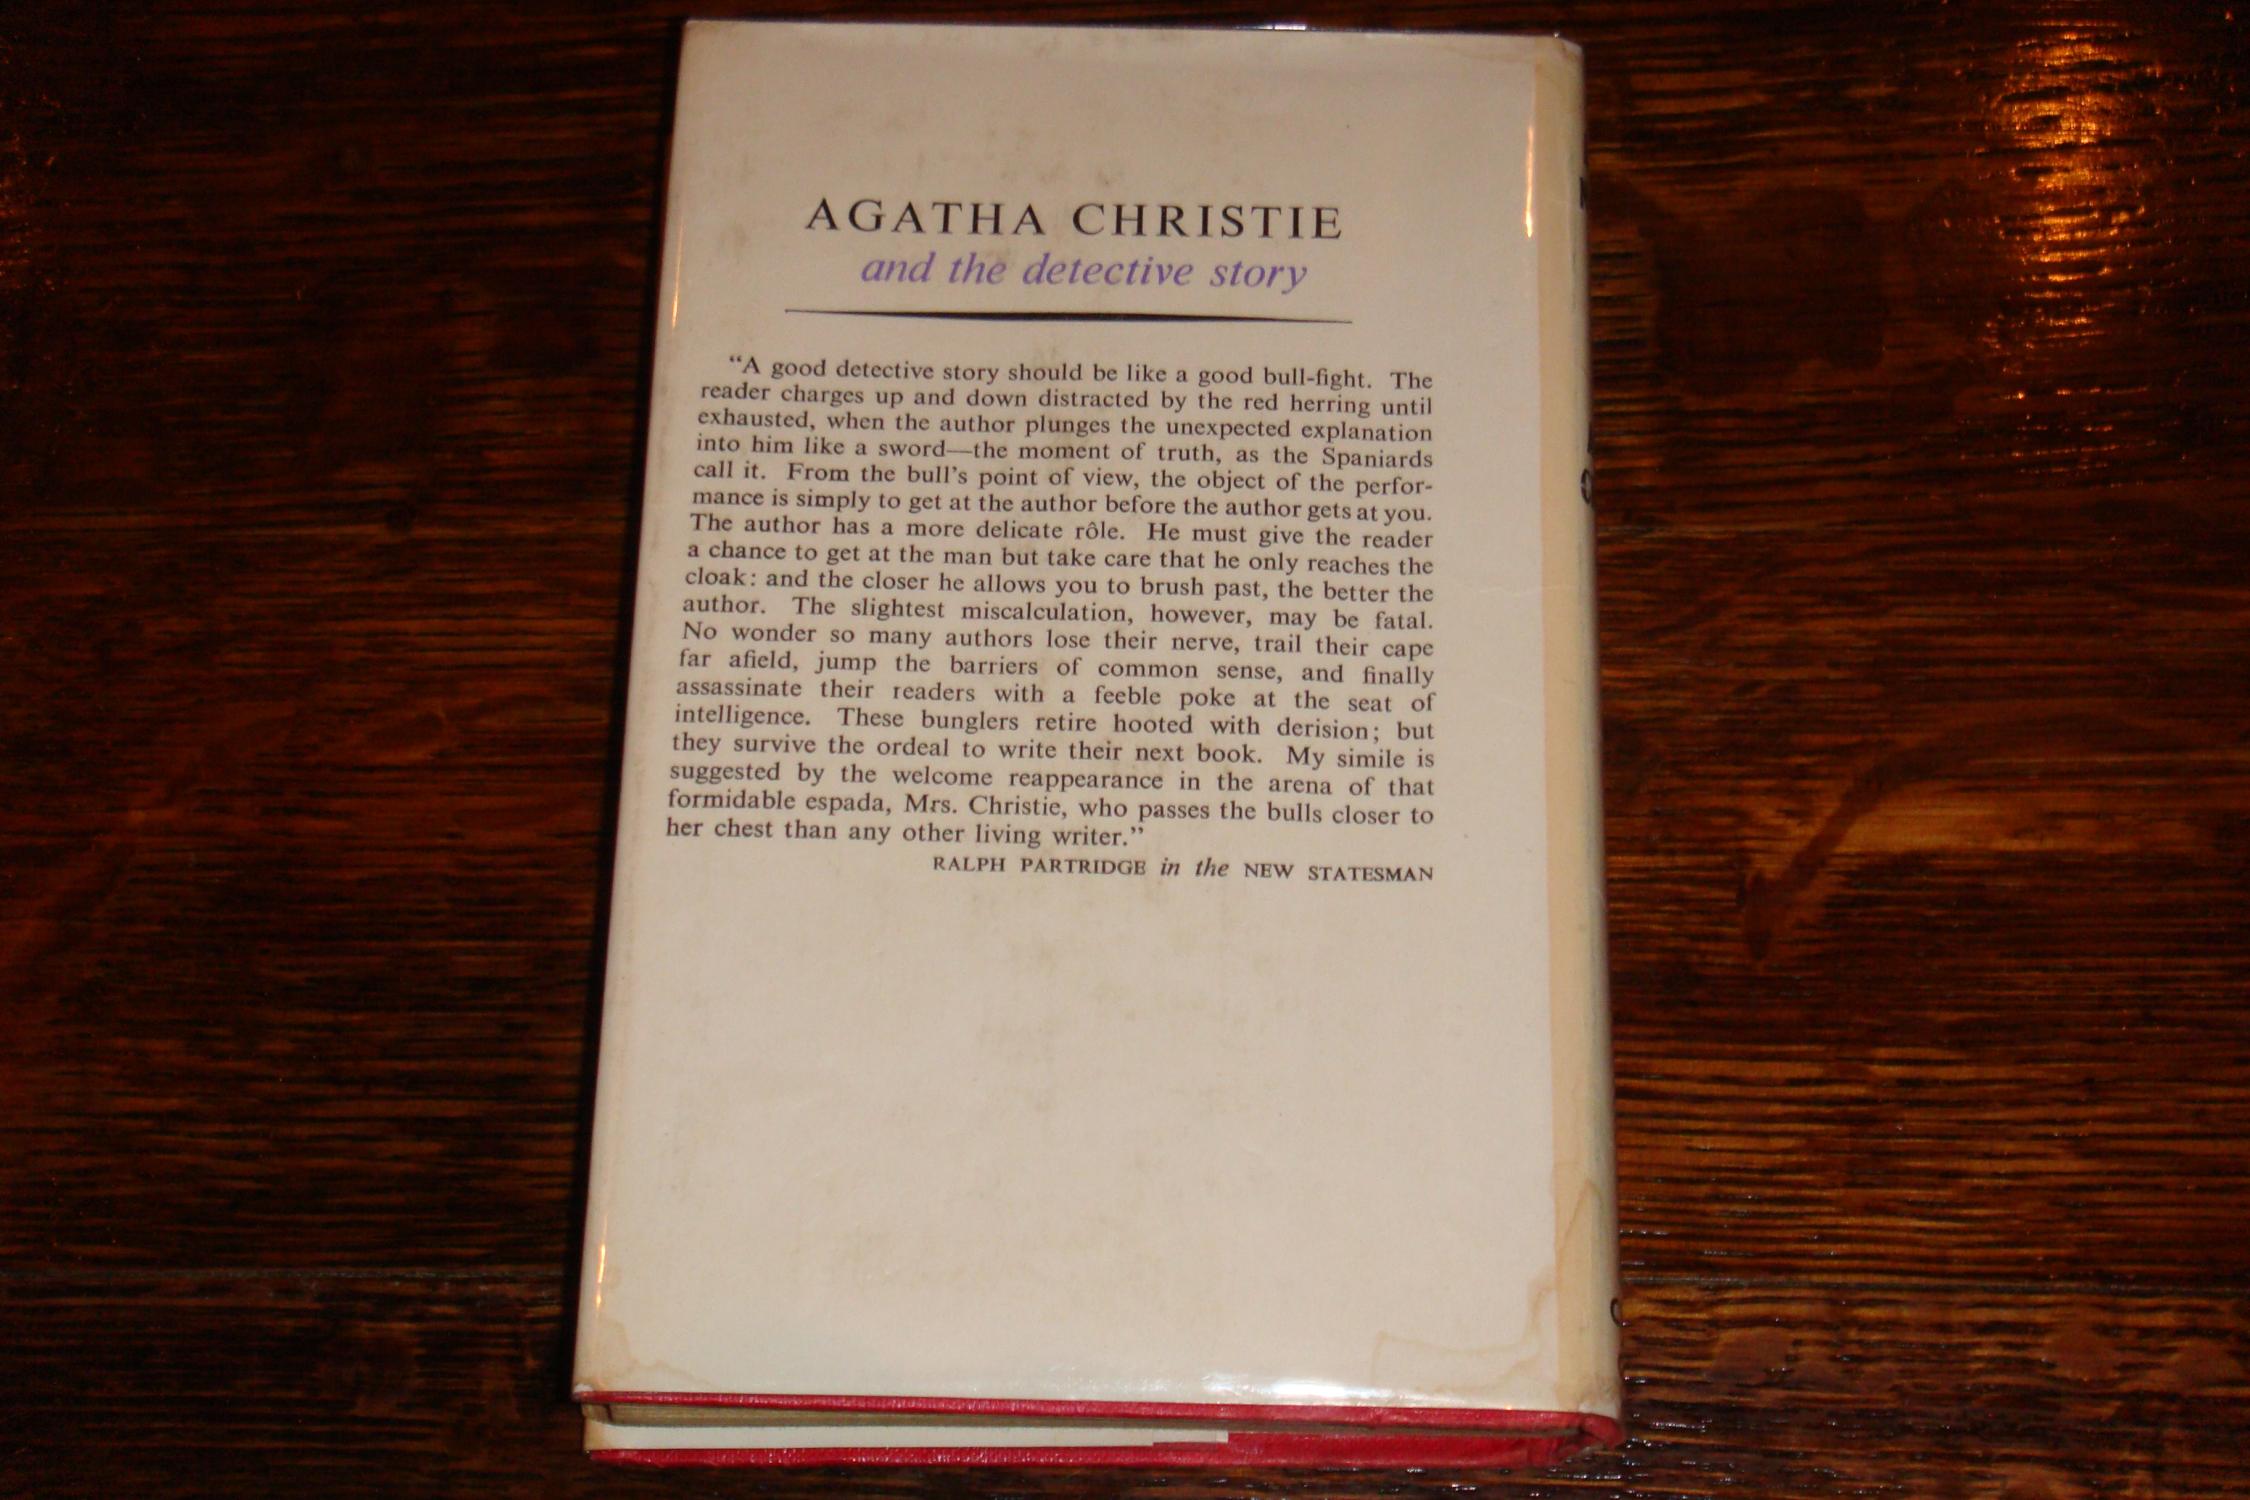 AGATHA CHRISTIE
and the detective story
“A good detective story should be like a good bull-fight. The
reader charges up and down distracted by the red herring until
exhausted, when the author plunges the unexpected explanation
into him like a sword—the moment of truth, as the Spaniards
call it. From the bull’s point of view, the object of the perfor-
mance is simply to get at the author before the author gets at you.
The author has a more delicate rôle. He must give the reader
a chance to get at the man but take care that he only reaches the
cloak: and the closer he allows you to brush past, the better the
author. The slightest miscalculation, however, may be fatal.
No wonder so many authors lose their nerve, trail their cape
far afield, jump the barriers of common sense, and finally
assassinate their readers with a feeble poke at the seat of
intelligence. These bunglers retire hooted with derision; but
they survive the ordeal to write their next book. My simile is
suggested by the welcome reappearance in the arena of that
formidable espada, Mrs. Christie, who passes the bulls closer to
her chest than any other living writer.”
RALPH PARTRIDGE in the NEW STATESMAN